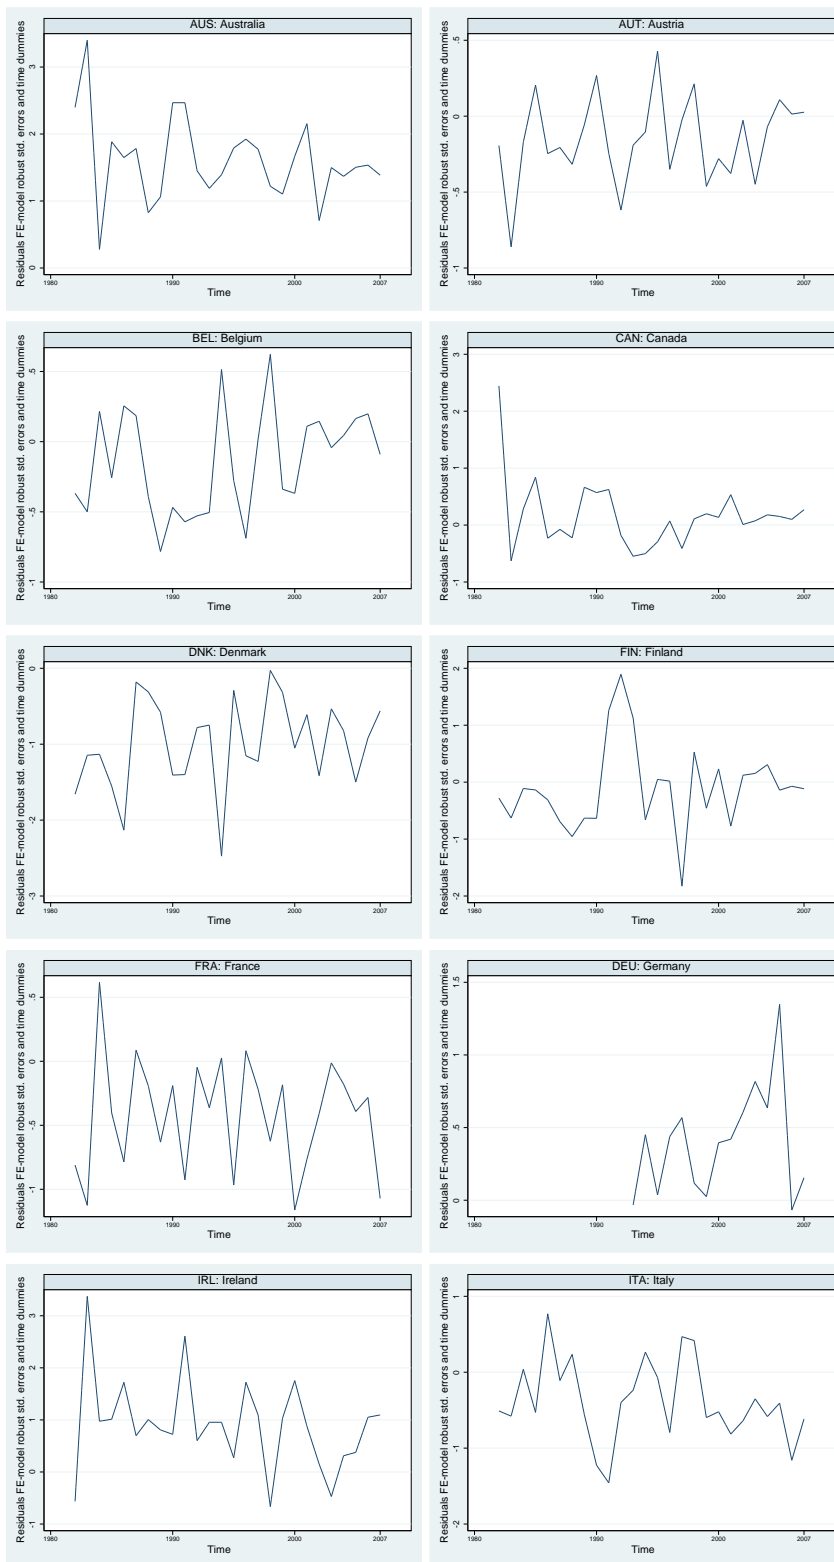 AUS: Australia
Residuals FE-model robust std. errors and time dummies
3
2
1
0
1980
1990
2000
2007
Time
AUT: Austria
Residuals FE-model robust std. errors and time dummies
.5
0
-.5
-1
1980
1990
2000
2007
Time
BEL: Belgium
Residuals FE-model robust std. errors and time dummies
.5
0
-.5
-1
1980
1990
2000
2007
Time
CAN: Canada
Residuals FE-model robust std. errors and time dummies
3
2
1
0
-1
1980
1990
2000
2007
Time
DNK: Denmark
Residuals FE-model robust std. errors and time dummies
0
-1
-2
-3
1980
1990
2000
2007
Time
FIN: Finland
Residuals FE-model robust std. errors and time dummies
2
1
0
-1
-2
1980
1990
2000
2007
Time
FRA: France
Residuals FE-model robust std. errors and time dummies
.5
0
-.5
-1
1980
1990
2000
2007
Time
DEU: Germany
Residuals FE-model robust std. errors and time dummies
1.5
1
.5
0
1980
1990
2000
2007
Time
IRL: Ireland
Residuals FE-model robust std. errors and time dummies
3
2
1
0
-1
1980
1990
2000
2007
Time
ITA: Italy
Residuals FE-model robust std. errors and time dummies
1
0
-1
-2
1980
1990
2000
2007
Time